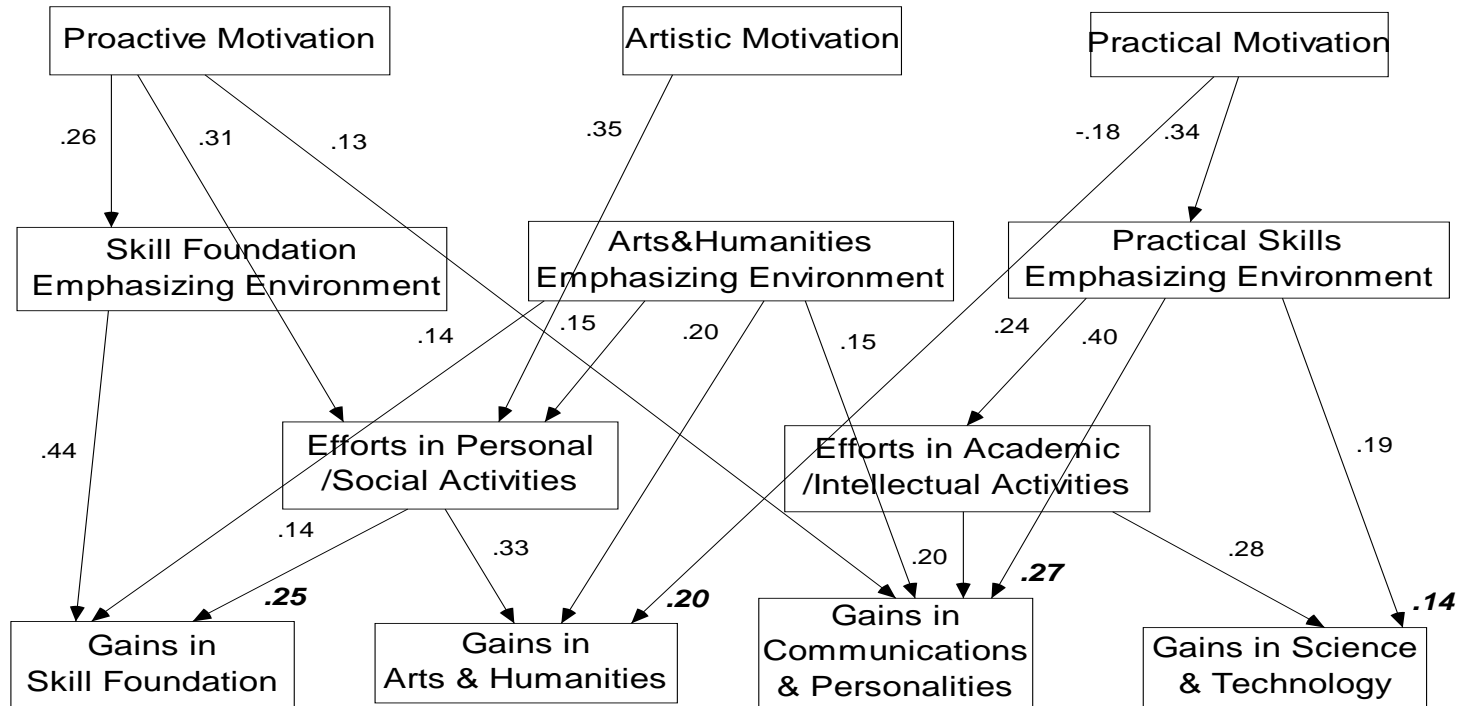 Proactive Motivation
Artistic Motivation
Practical Motivation
.26
.31
.13
.35
-.18
.34
Skill Foundation
Emphasizing Environment
Arts&Humanities
Emphasizing Environment
Practical Skills
Emphasizing Environment
.14
.15
.20
.15
.24
.40
.44
Efforts in Personal
/Social Activities
Efforts in Academic
/Intellectual Activities
.19
.14
.33
.20
.28
.25
.20
.27
.14
Gains in
Skill Foundation
Gains in
Arts & Humanities
Gains in
Communications
& Personalities
Gains in Science
& Technology